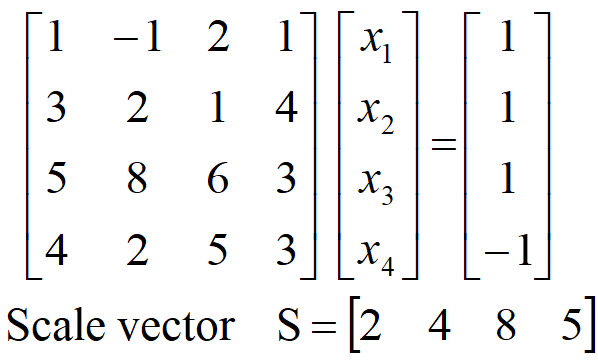 1 −1 2 1 x₁ 1
3 2 1 4 x₂ 1
=
5 8 6 3 x₃ 1
4 2 5 3 x₄ −1
Scale vector S = [2 4 8 5]